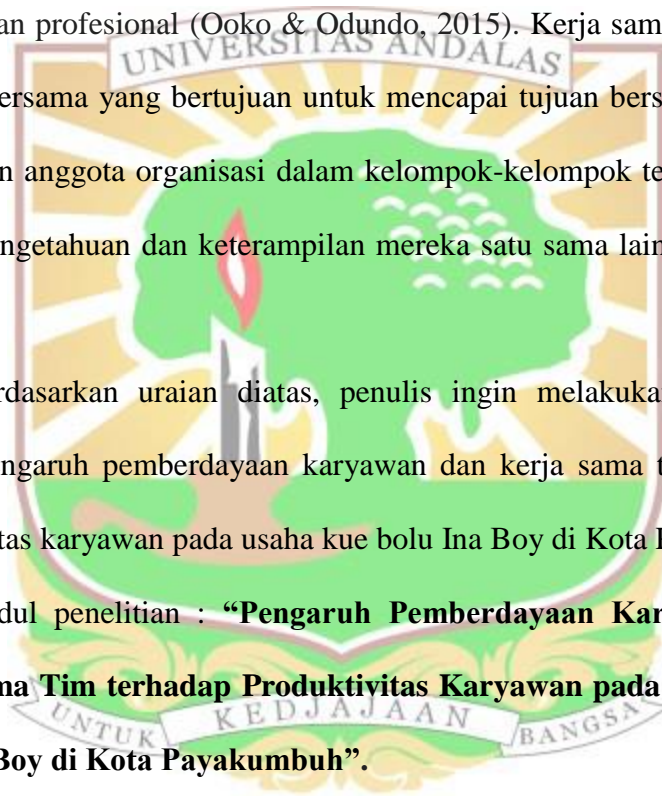 an profesional (Ooko & Odundo, 2015). Kerja sam
UNIVERSITAS ANDALAS
ersama yang bertujuan untuk mencapai tujuan bers
n anggota organisasi dalam kelompok-kelompok te
ngetahuan dan keterampilan mereka satu sama lain
rdasarkan uraian diatas, penulis ingin melakuka
ngaruh pemberdayaan karyawan dan kerja sama t
tas karyawan pada usaha kue bolu Ina Boy di Kota P
dul penelitian : “Pengaruh Pemberdayaan Kar
ma Tim terhadap Produktivitas Karyawan pada
UNTUK KEDJAJAAN BANGSA
Boy di Kota Payakumbuh”.